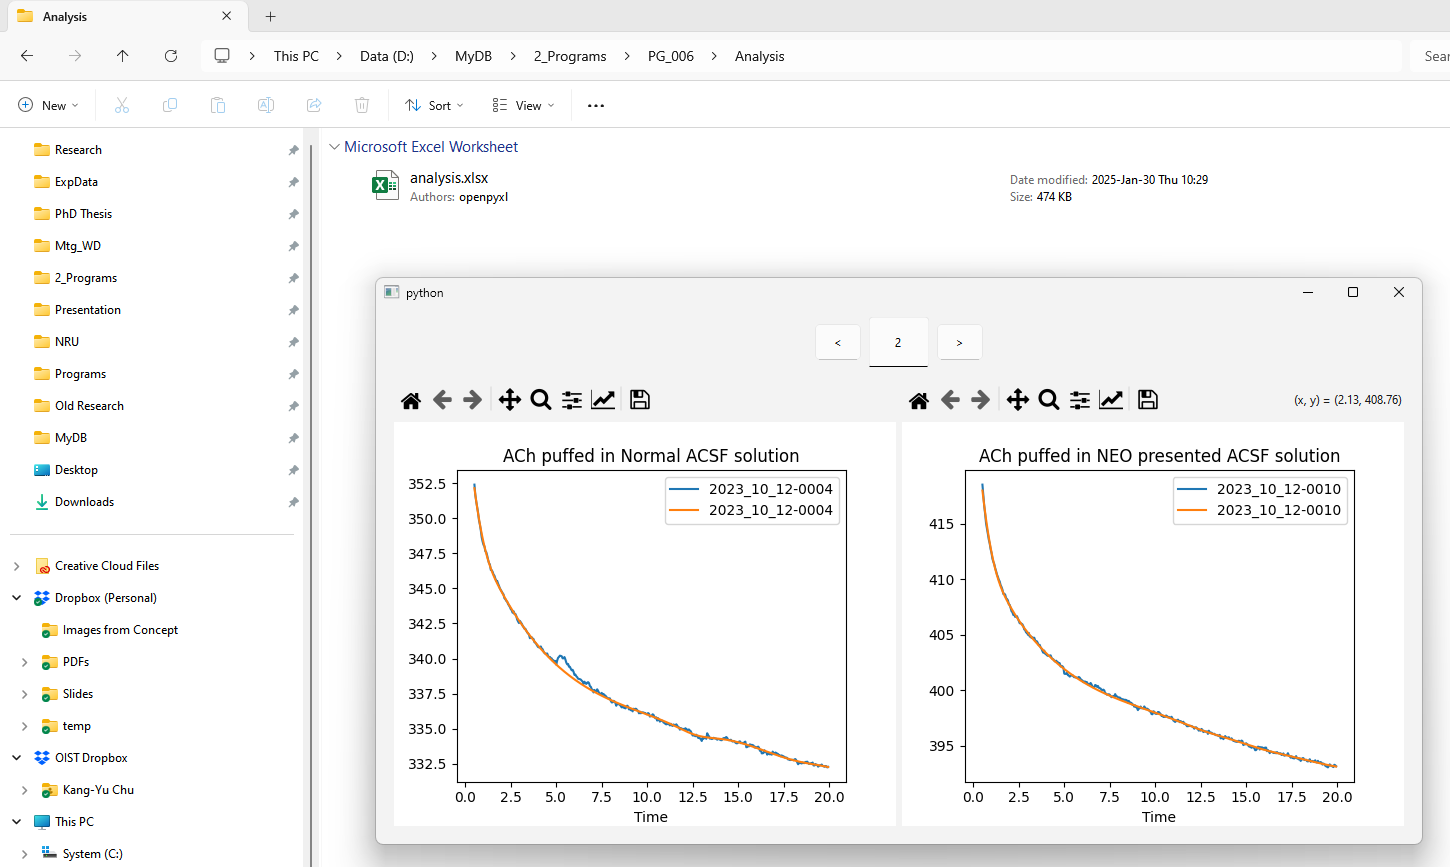 Analysis
This PC > Data (D:) > MyDB > 2_Programs > PG_006 > Analysis
Sear
New
Sort
View
Research
ExpData
PhD Thesis
Mtg_WD
2_Programs
Presentation
NRU
Programs
Old Research
MyDB
Desktop
Downloads
Creative Cloud Files
Dropbox (Personal)
Images from Concept
PDFs
Slides
temp
OIST Dropbox
Kang-Yu Chu
This PC
System (C:)
Microsoft Excel Worksheet
analysis.xlsx
Date modified: 2025-Jan-30 Thu 10:29
Authors: openpyxl
Size: 474 KB
python
< 2 >
(x, y) = (2.13, 408.76)
ACh puffed in Normal ACSF solution
2023_10_12-0004
2023_10_12-0004
352.5
350.0
347.5
345.0
342.5
340.0
337.5
335.0
332.5
0.0 2.5 5.0 7.5 10.0 12.5 15.0 17.5 20.0
Time
ACh puffed in NEO presented ACSF solution
2023_10_12-0010
2023_10_12-0010
415
410
405
400
395
0.0 2.5 5.0 7.5 10.0 12.5 15.0 17.5 20.0
Time